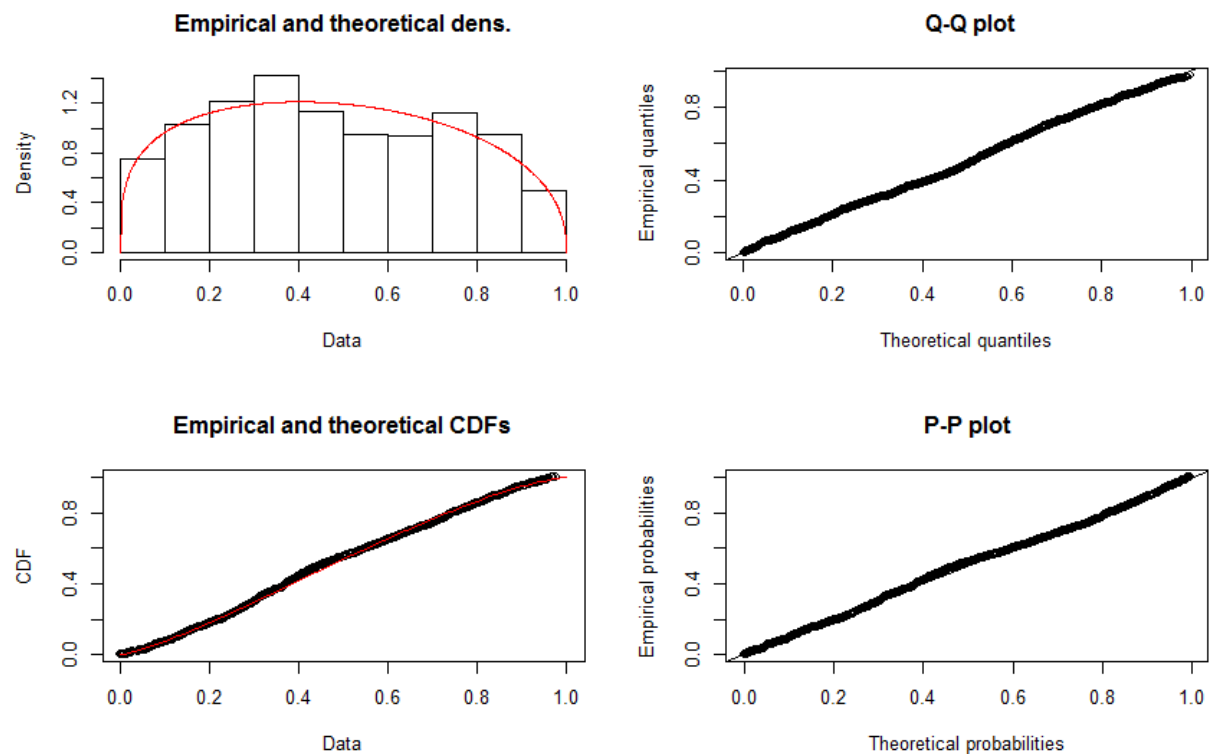 Empirical and theoretical dens.
Density
0.0 0.4 0.8 1.2
0.0 0.2 0.4 0.6 0.8 1.0
Data
Q-Q plot
Empirical quantiles
0.0 0.4 0.8
0.0 0.2 0.4 0.6 0.8 1.0
Theoretical quantiles
Empirical and theoretical CDFs
CDF
0.0 0.4 0.8
0.0 0.2 0.4 0.6 0.8 1.0
Data
P-P plot
Empirical probabilities
0.0 0.4 0.8
0.0 0.2 0.4 0.6 0.8 1.0
Theoretical probabilities